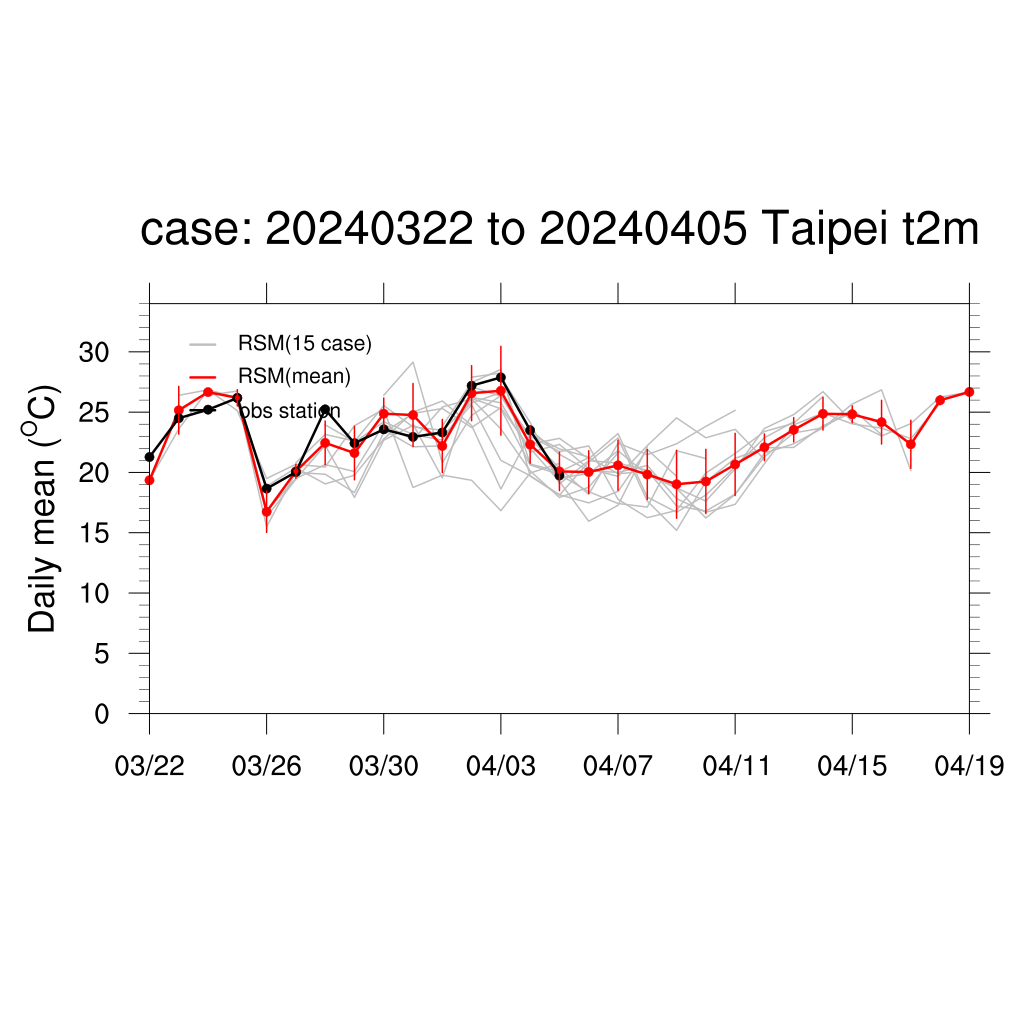 case: 20240322 to 20240405 Taipei t2m
RSM(15 case)
RSM(mean)
obs station
Daily mean (°C)
30
25
20
15
10
5
0
03/22 03/26 03/30 04/03 04/07 04/11 04/15 04/19